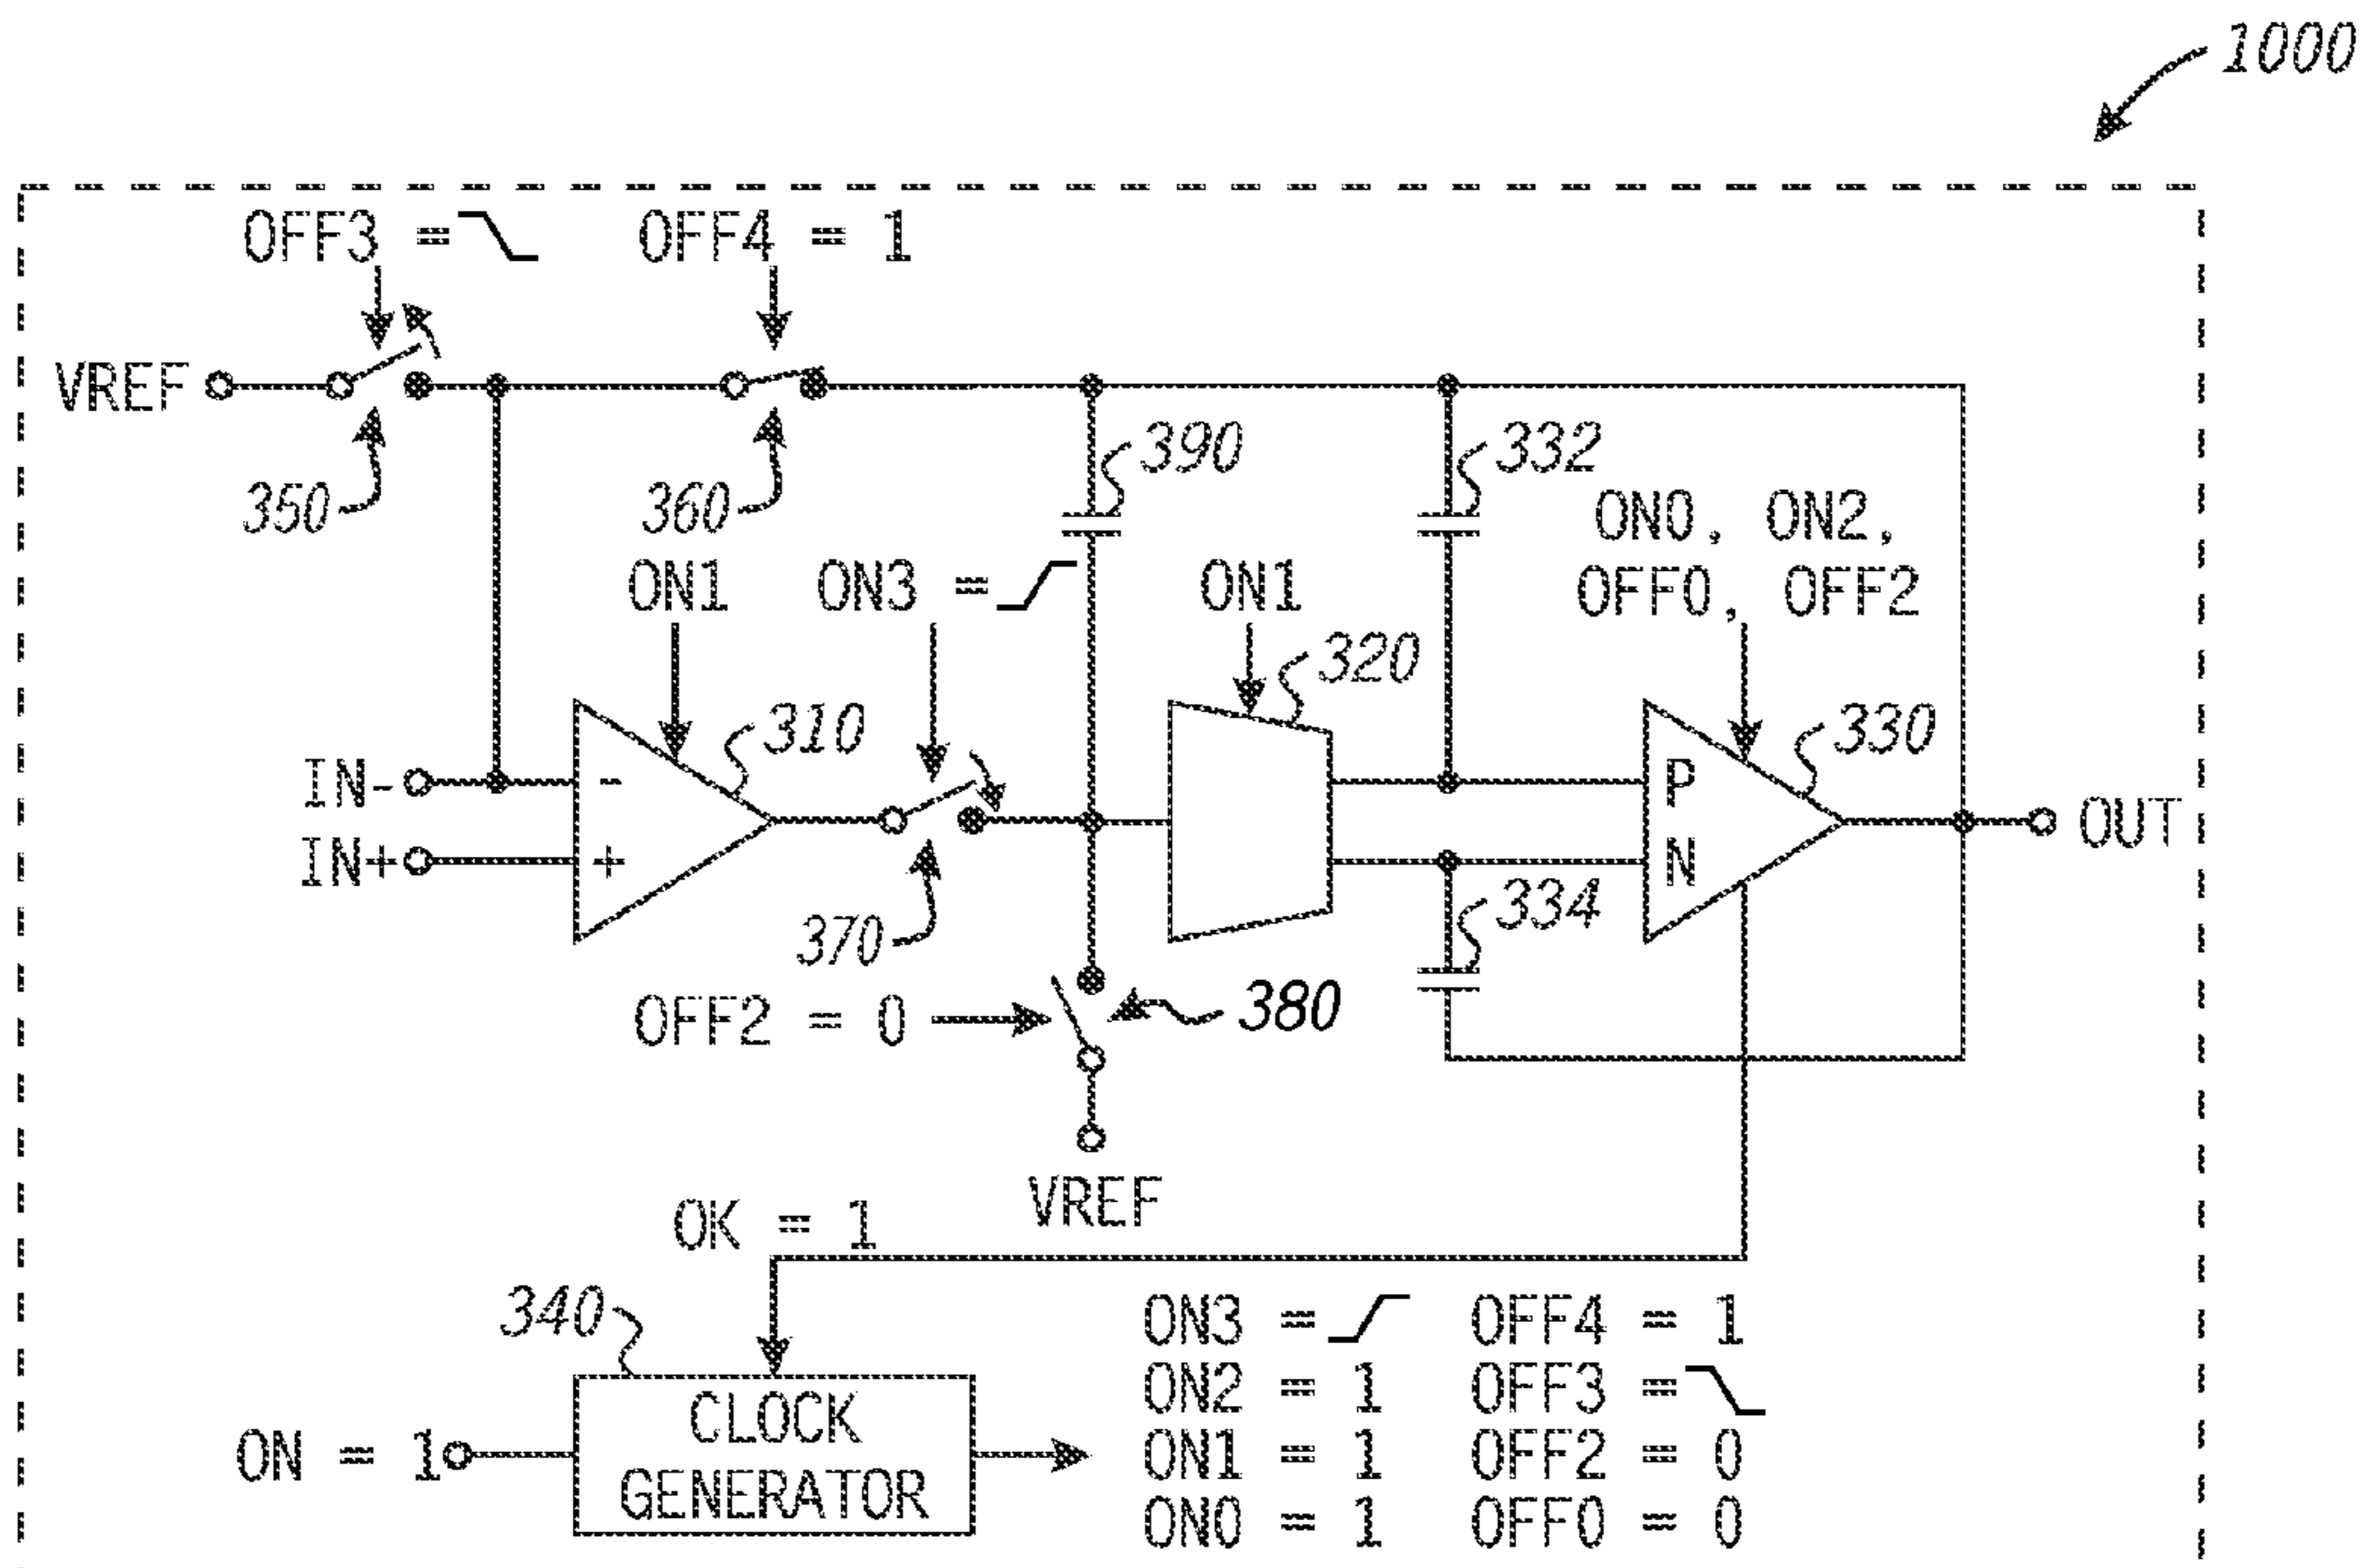 1000
OFF3 =
OFF4 = 1
VREF
350
360
390
332
ON0, ON2,
OFF0, OFF2
ON1
ON3 =
ON1
320
310
330
IN-
-
P
OUT
IN+
+
N
334
370
OFF2 = 0
380
VREF
OK = 1
340
ON3 =
OFF4 = 1
ON2 = 1
OFF3 =
CLOCK
GENERATOR
ON = 1
ON1 = 1
OFF2 = 0
ON0 = 1
OFF0 = 0